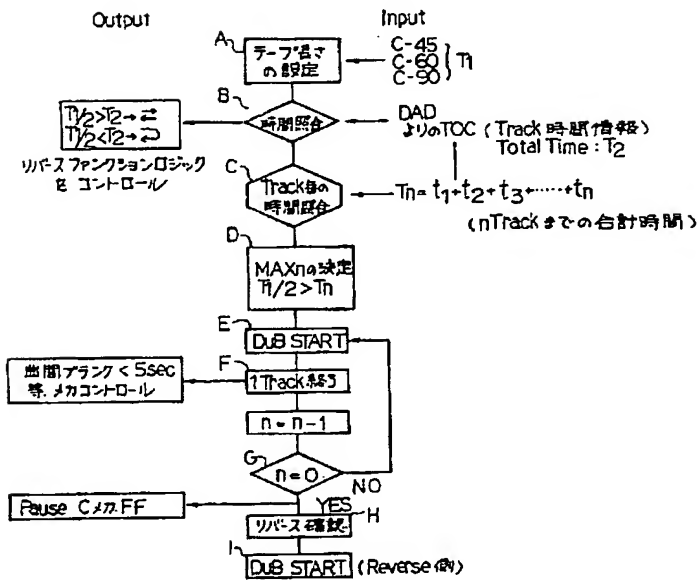 Output
Input
A
テープ長さ
の設定
C-45
C-60
C-90
T1
B
時間照合
T1/2>T2→⇄
T1/2<T2→⊃
リバースファンクションロジック
をコントロール
DAD
よりのTOC (Track時間情報)
Total Time : T2
C
Track毎の
時間照合
Tn=t1+t2+t3+……+tn
(nTrackまでの合計時間)
D
MAXnの決定
T1/2>Tn
E
DuB START
F
1Track終了
曲間ブランク<5sec
等、メカコントロール
n=n-1
G
n=0
NO
YES
Pause CメカFF
H
リバース確認
I
DuB START (Reverse側)